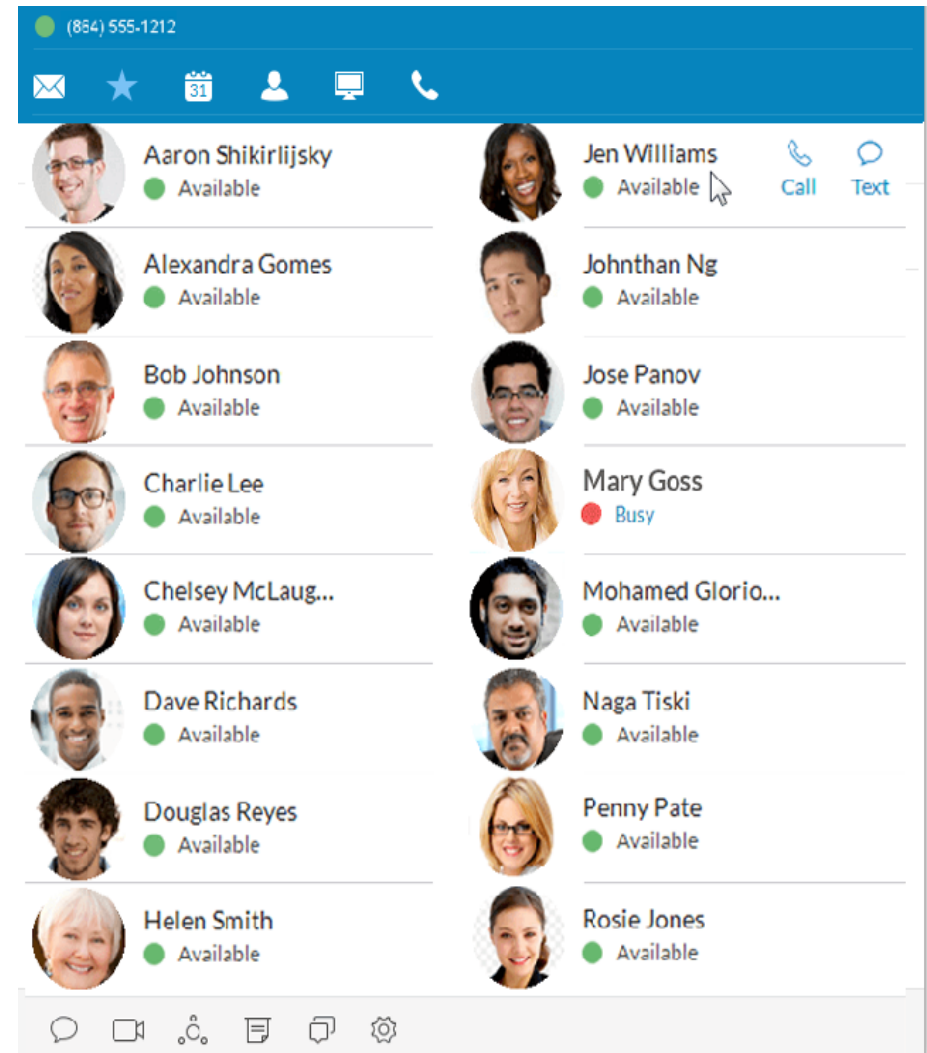 (864) 555-1212
31
Aaron Shikirlijsky
Available
Jen Williams
Available
Call
Text
Alexandra Gomes
Available
Johnthan Ng
Available
Bob Johnson
Available
Jose Panov
Available
Charlie Lee
Available
Mary Goss
Busy
Chelsey McLaug...
Available
Mohamed Glorio...
Available
Dave Richards
Available
Naga Tiski
Available
Douglas Reyes
Available
Penny Pate
Available
Helen Smith
Available
Rosie Jones
Available